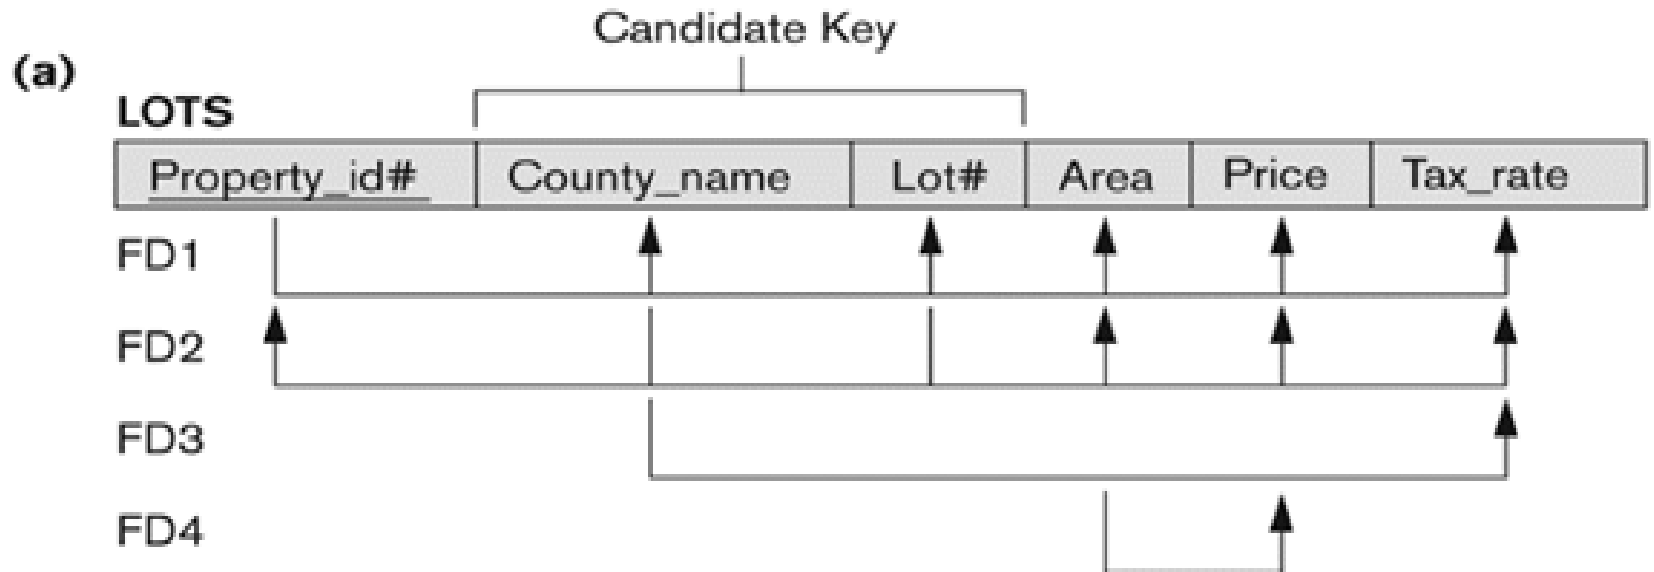 Candidate Key
(a)
LOTS
Property_id# County_name Lot# Area Price Tax_rate
FD1
FD2
FD3
FD4